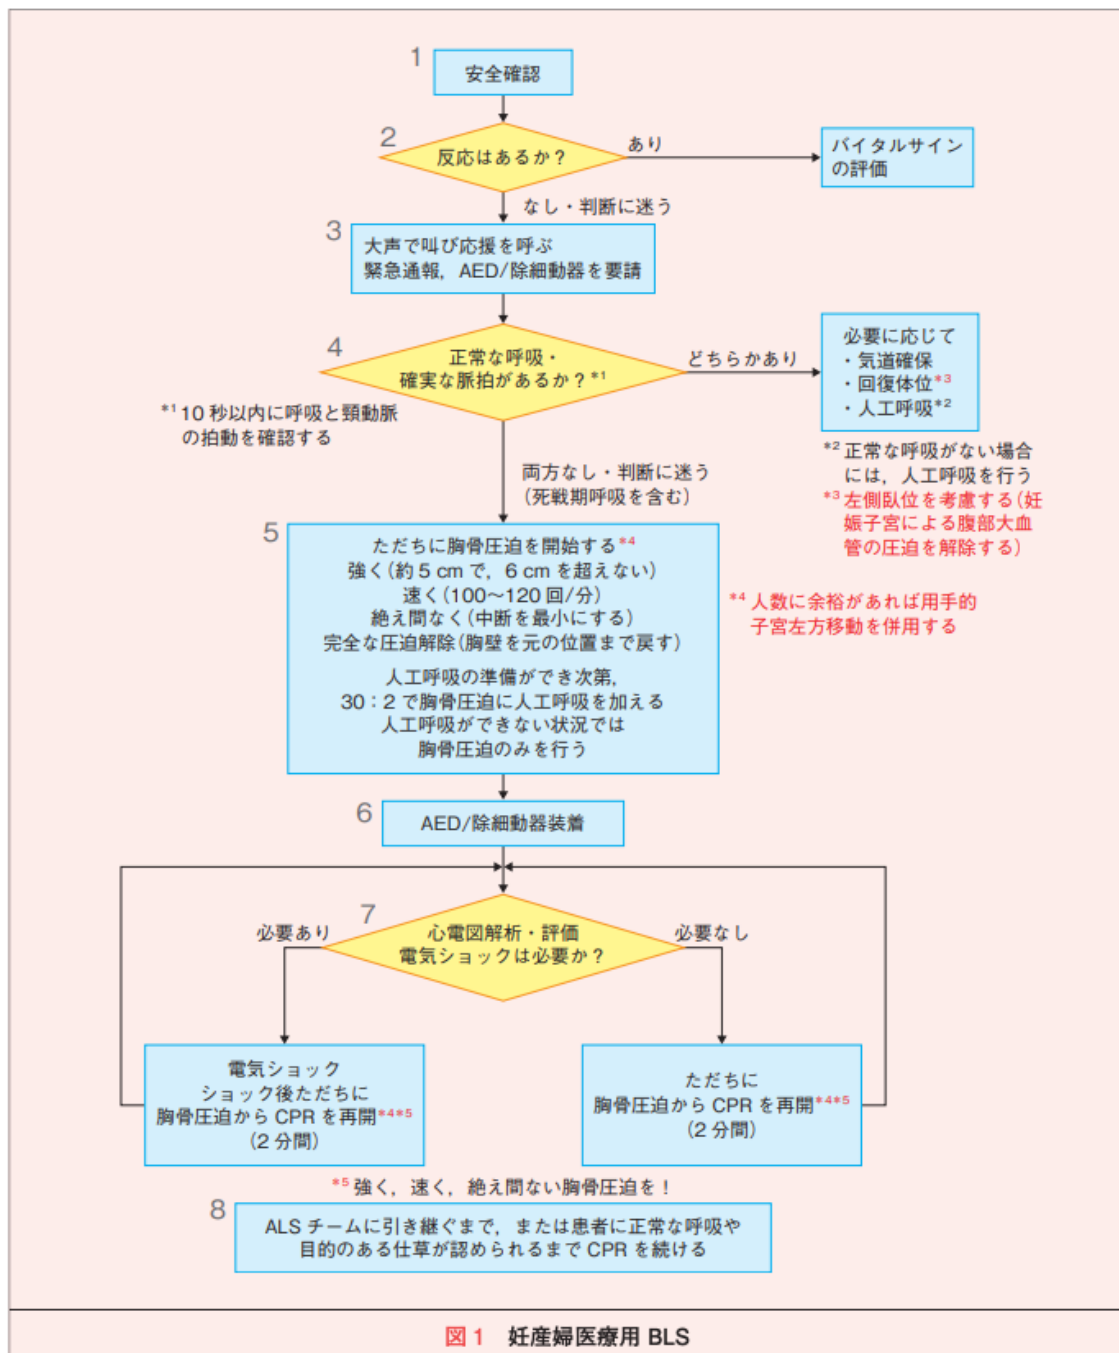 1
安全確認
2
反応はあるか？
あり
バイタルサイン
の評価
なし・判断に迷う
3
大声で叫び応援を呼ぶ
緊急通報，AED/除細動器を要請
4
正常な呼吸・
確実な脈拍があるか？*1
どちらかあり
必要に応じて
・気道確保
・回復体位*3
・人工呼吸*2
*1 10 秒以内に呼吸と頸動脈
の拍動を確認する
*2 正常な呼吸がない場合
には，人工呼吸を行う
*3 左側臥位を考慮する（妊
娠子宮による腹部大血
管の圧迫を解除する）
両方なし・判断に迷う
（死戦期呼吸を含む）
5
ただちに胸骨圧迫を開始する*4
強く（約 5 cm で，6 cm を超えない）
速く（100〜120 回/分）
絶え間なく（中断を最小にする）
完全な圧迫解除（胸壁を元の位置まで戻す）
人工呼吸の準備ができ次第，
30：2 で胸骨圧迫に人工呼吸を加える
人工呼吸ができない状況では
胸骨圧迫のみを行う
*4 人数に余裕があれば用手的
子宮左方移動を併用する
6
AED/除細動器装着
7
心電図解析・評価
電気ショックは必要か？
必要あり
必要なし
電気ショック
ショック後ただちに
胸骨圧迫から CPR を再開*4*5
（2 分間）
ただちに
胸骨圧迫から CPR を再開*4*5
（2 分間）
*5 強く，速く，絶え間ない胸骨圧迫を！
8
ALS チームに引き継ぐまで，または患者に正常な呼吸や
目的のある仕草が認められるまで CPR を続ける
図 1 妊産婦医療用 BLS